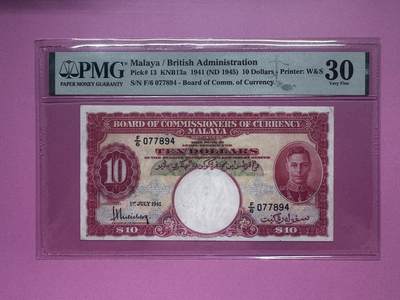 PMG
PAPER MONEY GUARANTY
Malaya / British Administration
Pick# 13 KNB13a 1941 (ND 1945) 10 Dollars - Printer: W&S
S/N F/6 077894 - Board of Comm. of Currency
30
Very Fine
BOARD OF COMMISSIONERS OF CURRENCY
MALAYA
F/6 077894
TEN DOLLARS
10
1ST JULY 1941
F/6 077894
$10
$10